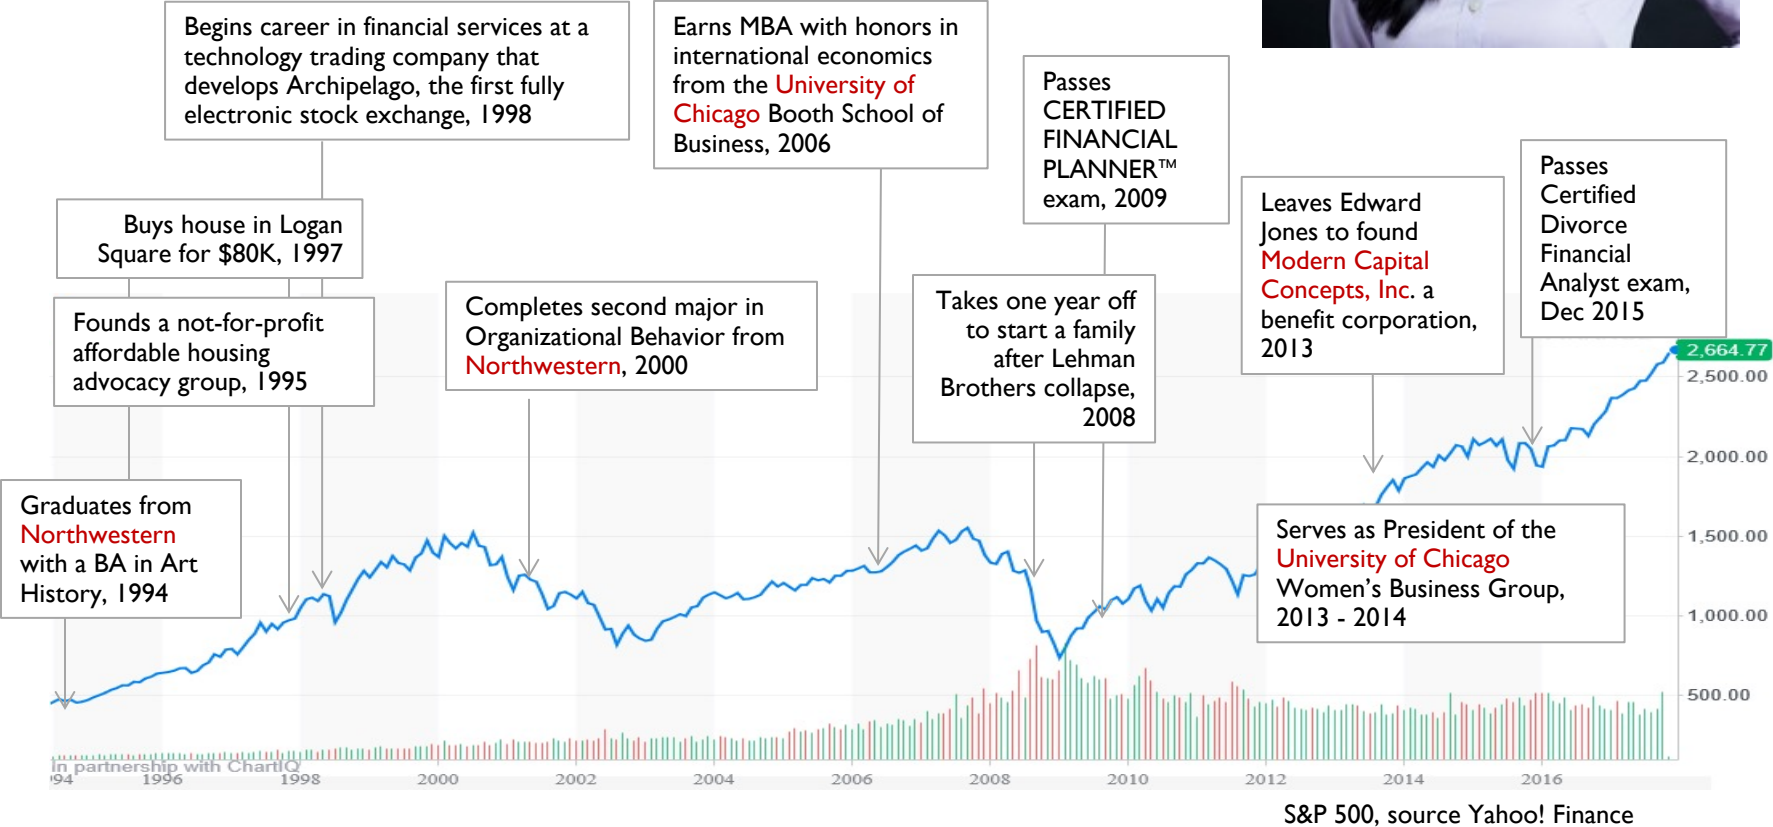 Begins career in financial services at a
technology trading company that
develops Archipelago, the first fully
electronic stock exchange, 1998
Earns MBA with honors in
international economics
from the University of
Chicago Booth School of
Business, 2006
Passes
CERTIFIED
FINANCIAL
PLANNER™
exam, 2009
Passes
Certified
Divorce
Financial
Analyst exam,
Dec 2015
Leaves Edward
Jones to found
Modern Capital
Concepts, Inc. a
benefit corporation,
2013
Buys house in Logan
Square for $80K, 1997
Founds a not-for-profit
affordable housing
advocacy group, 1995
Completes second major in
Organizational Behavior from
Northwestern, 2000
Takes one year off
to start a family
after Lehman
Brothers collapse,
2008
Graduates from
Northwestern
with a BA in Art
History, 1994
Serves as President of the
University of Chicago
Women's Business Group,
2013 - 2014
2,664.77
2,500.00
2,000.00
1,500.00
1,000.00
500.00
In partnership with ChartIQ
94 1996 1998 2000 2002 2004 2006 2008 2010 2012 2014 2016
S&P 500, source Yahoo! Finance